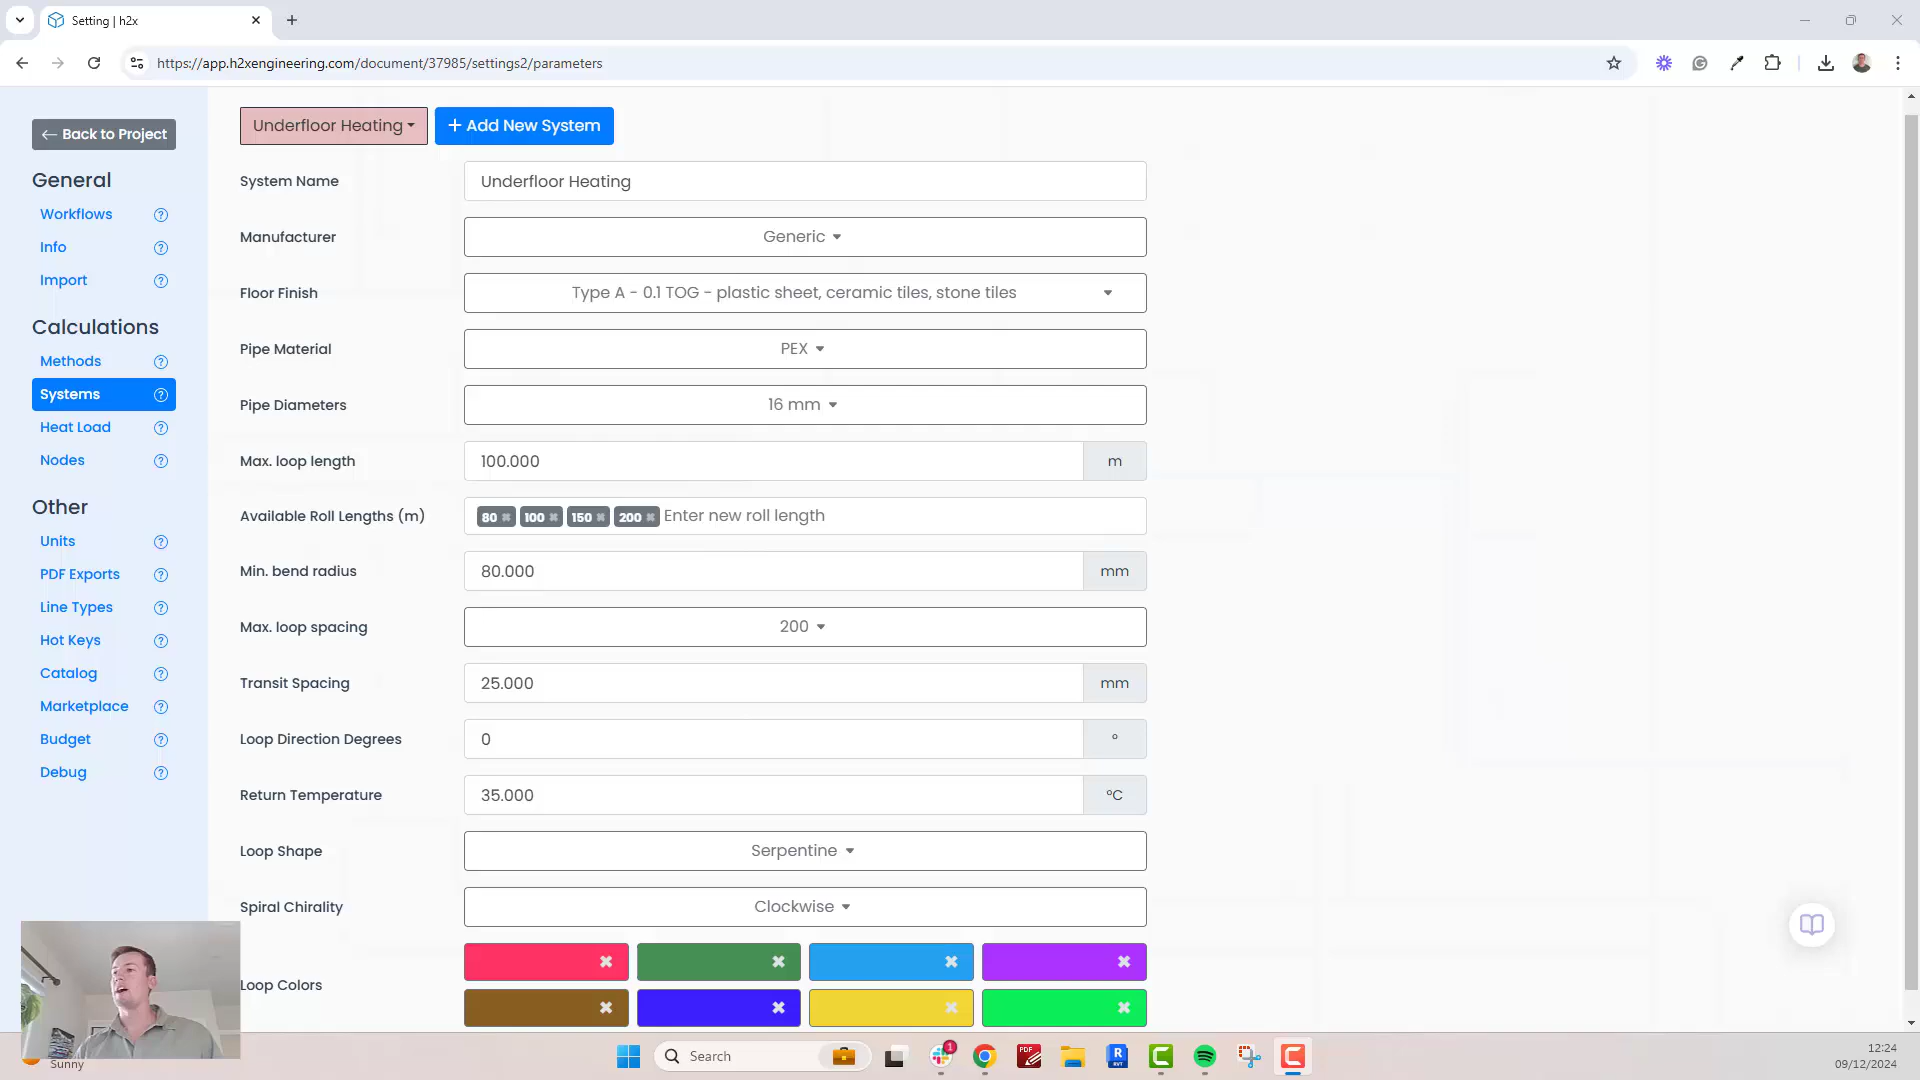 Setting | h2x
https://app.h2xengineering.com/document/37985/settings2/parameters
Back to Project
General
Workflows
Info
Import
Calculations
Methods
Systems
Heat Load
Nodes
Other
Units
PDF Exports
Line Types
Hot Keys
Catalog
Marketplace
Budget
Debug
Underfloor Heating
+ Add New System
System Name Underfloor Heating
Manufacturer Generic
Floor Finish Type A - 0.1 TOG - plastic sheet, ceramic tiles, stone tiles
Pipe Material PEX
Pipe Diameters 16 mm
Max. loop length 100.000 m
Available Roll Lengths (m) 80 100 150 200 Enter new roll length
Min. bend radius 80.000 mm
Max. loop spacing 200
Transit Spacing 25.000 mm
Loop Direction Degrees 0 °
Return Temperature 35.000 °C
Loop Shape Serpentine
Spiral Chirality Clockwise
Loop Colors
Sunny
Search
1
PDF
R
RVT
C
C
12:24
09/12/2024